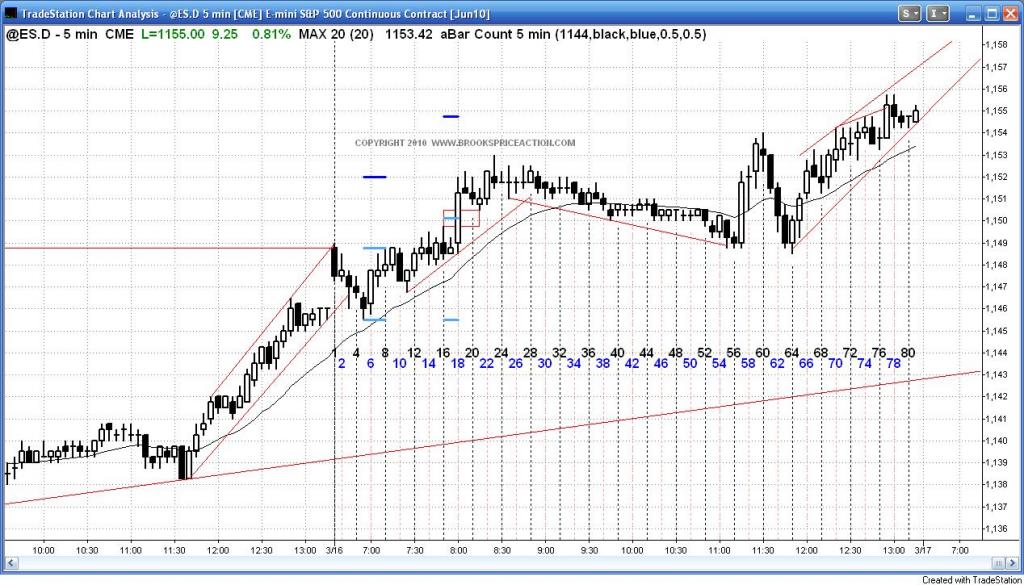 TradeStation Chart Analysis - @ES.D 5 min [CME] E-mini S&P 500 Continuous Contract [Jun10]
S I
@ES.D - 5 min CME L=1155.00 9.25 0.81% MAX 20 (20) 1153.42 aBar Count 5 min (1144,black,blue,0.5,0.5)
1,158
1,157
1,156
1,155
1,154
COPYRIGHT 2010 WWW.BROOKSPRICEACTION.COM
1,153
1,152
1,151
1,150
1,149
1,148
1,147
1,146
1,145
1,144
4 8 12 16 20 24 28 32 36 40 44 48 52 56 60 64 68 72 76 80
2 6 10 14 18 22 26 30 34 38 42 46 50 54 58 62 66 70 74 78
1,143
1,142
1,141
1,140
1,139
1,138
1,137
1,136
10:00 10:30 11:00 11:30 12:00 12:30 13:00 3/16 7:00 7:30 8:00 8:30 9:00 9:30 10:00 10:30 11:00 11:30 12:00 12:30 13:00 3/17 7:00
Created with TradeStation